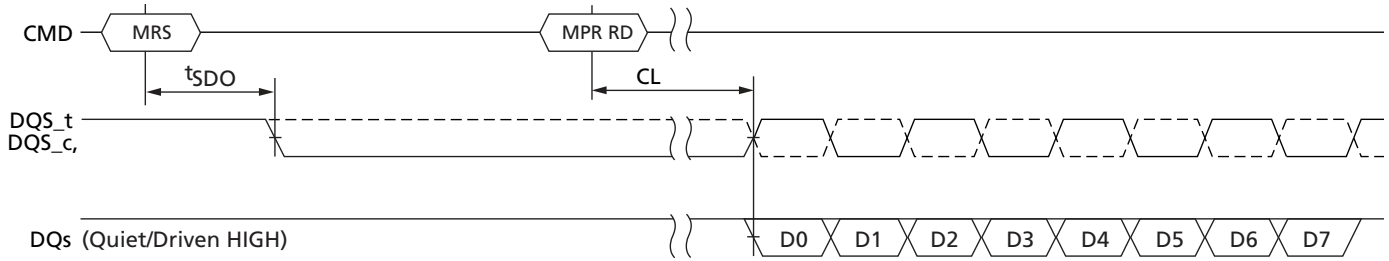 CMD MRS MPR RD
tSDO CL
DQS_t
DQS_c,
DQs (Quiet/Driven HIGH) D0 D1 D2 D3 D4 D5 D6 D7